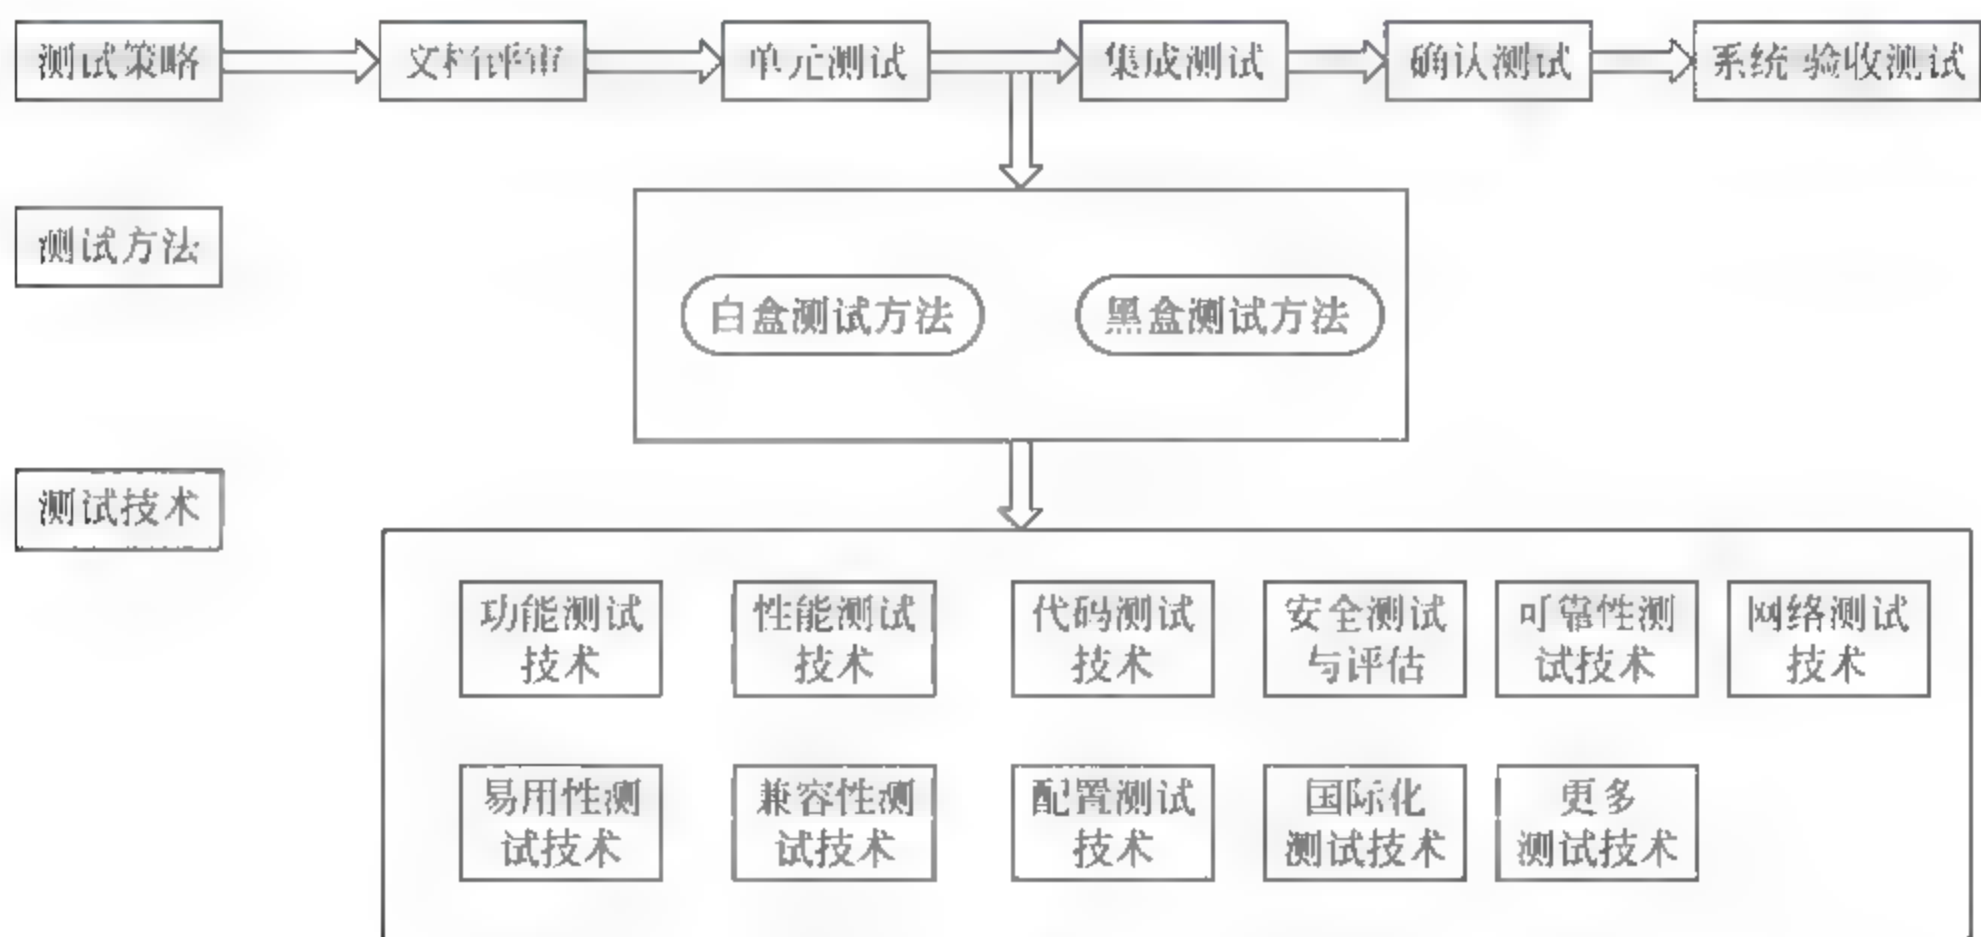 测试策略
文档评审
单元测试
集成测试
确认测试
系统 验收测试
测试方法
白盒测试方法
黑盒测试方法
测试技术
功能测试
技术
性能测试
技术
代码测试
技术
安全测试
与评估
可靠性测
试技术
网络测试
技术
易用性测
试技术
兼容性测
试技术
配置测试
技术
国际化
测试技术
更多
测试技术